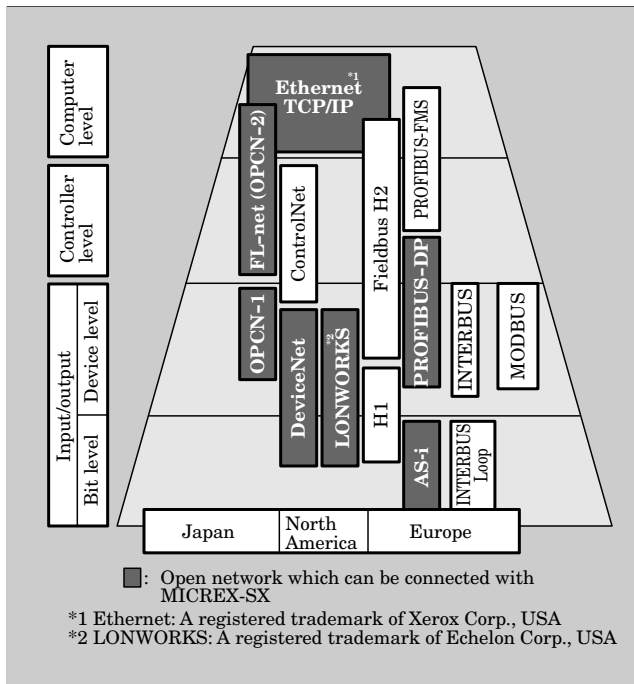 Computer
level
Controller
level
Input/output
Device level
Bit level
Ethernet *1
TCP/IP
FL-net (OPCN-2)
ControlNet
Fieldbus H2
PROFIBUS-FMS
OPCN-1
DeviceNet
LONWORKS *2
H1
PROFIBUS-DP
INTERBUS
MODBUS
AS-i
INTERBUS
Loop
Japan
North
America
Europe
: Open network which can be connected with
MICREX-SX
*1 Ethernet: A registered trademark of Xerox Corp., USA
*2 LONWORKS: A registered trademark of Echelon Corp., USA